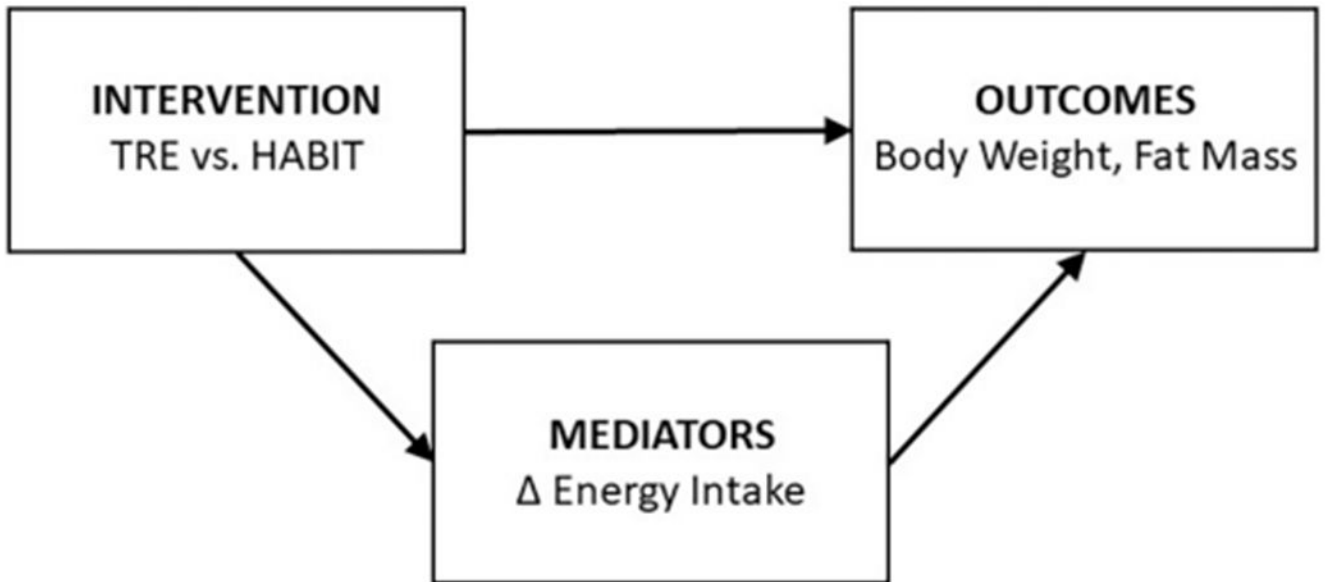 INTERVENTION
TRE vs. HABIT
OUTCOMES
Body Weight, Fat Mass
MEDIATORS
Δ Energy Intake